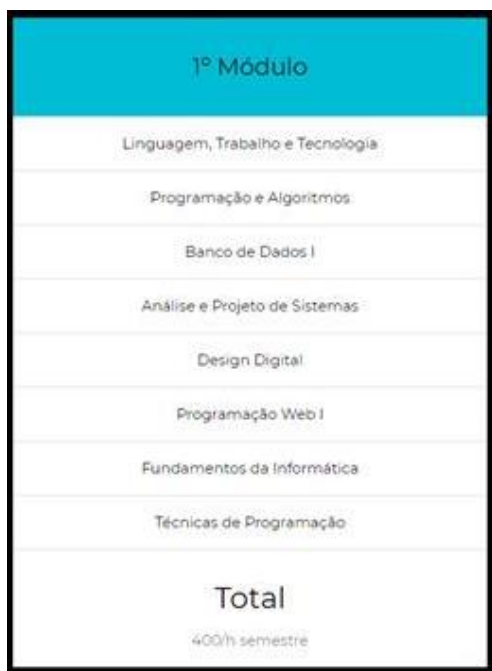 1º Módulo
Linguagem, Trabalho e Tecnologia
Programação e Algoritmos
Banco de Dados I
Análise e Projeto de Sistemas
Design Digital
Programação Web I
Fundamentos da Informática
Técnicas de Programação
Total
400/h semestre